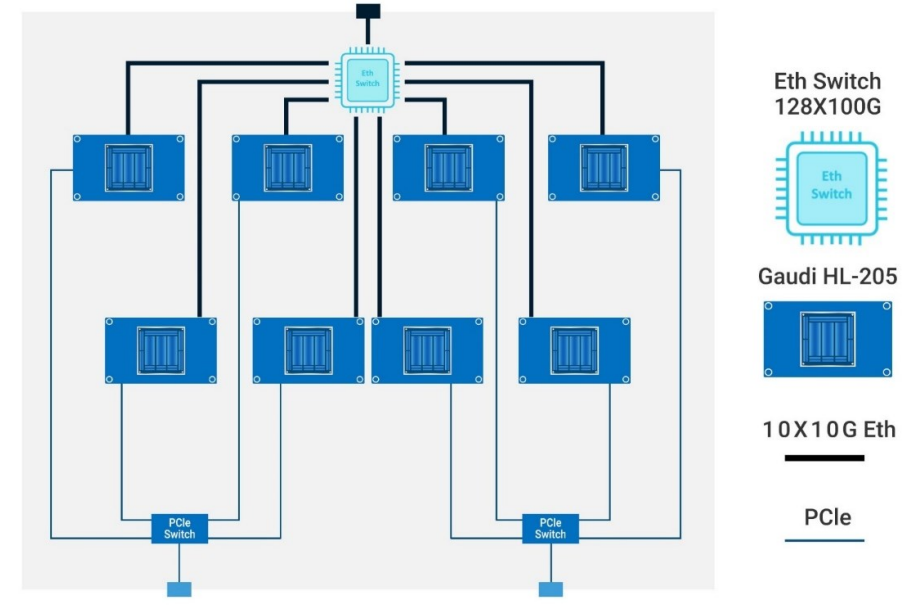 Eth
Switch
PCIe
Switch
PCIe
Switch
Eth Switch
128X100G
Eth
Switch
Gaudi HL-205
10X10G Eth
PCIe